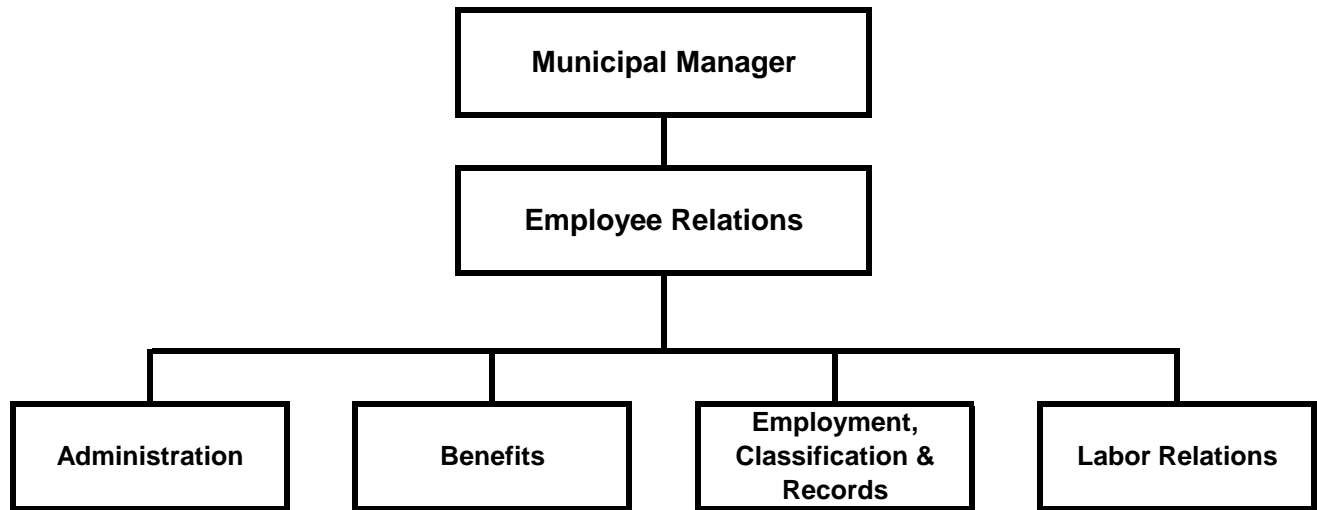 Municipal Manager
Employee Relations
Administration
Benefits
Employment,
Classification &
Records
Labor Relations